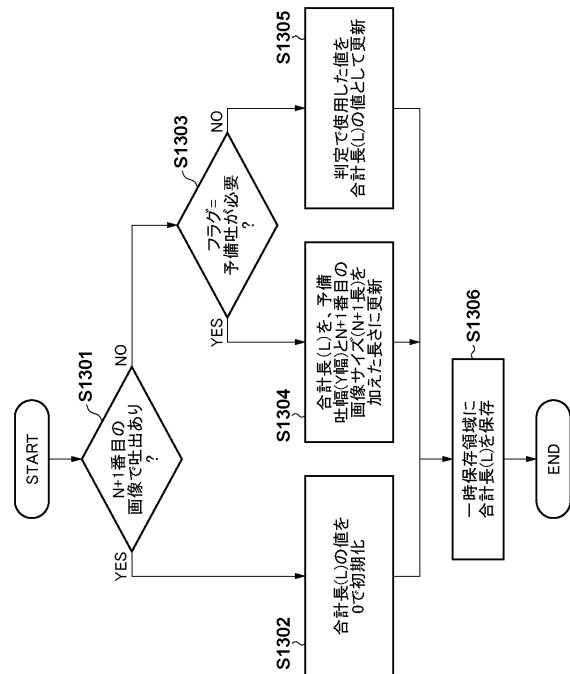 START
S1301
N+1番目の
画像で吐出あり
?
YES
NO
S1302
合計長(L)の値を
0で初期化
S1303
フラグ=
予備吐が必要
?
YES
NO
S1304
合計長(L)を、予備
吐幅(Y幅)とN+1番目の
画像サイズ(N+1長)を
加えた長さに更新
S1305
判定で使用した値を
合計長(L)の値として更新
S1306
一時保存領域に
合計長(L)を保存
END